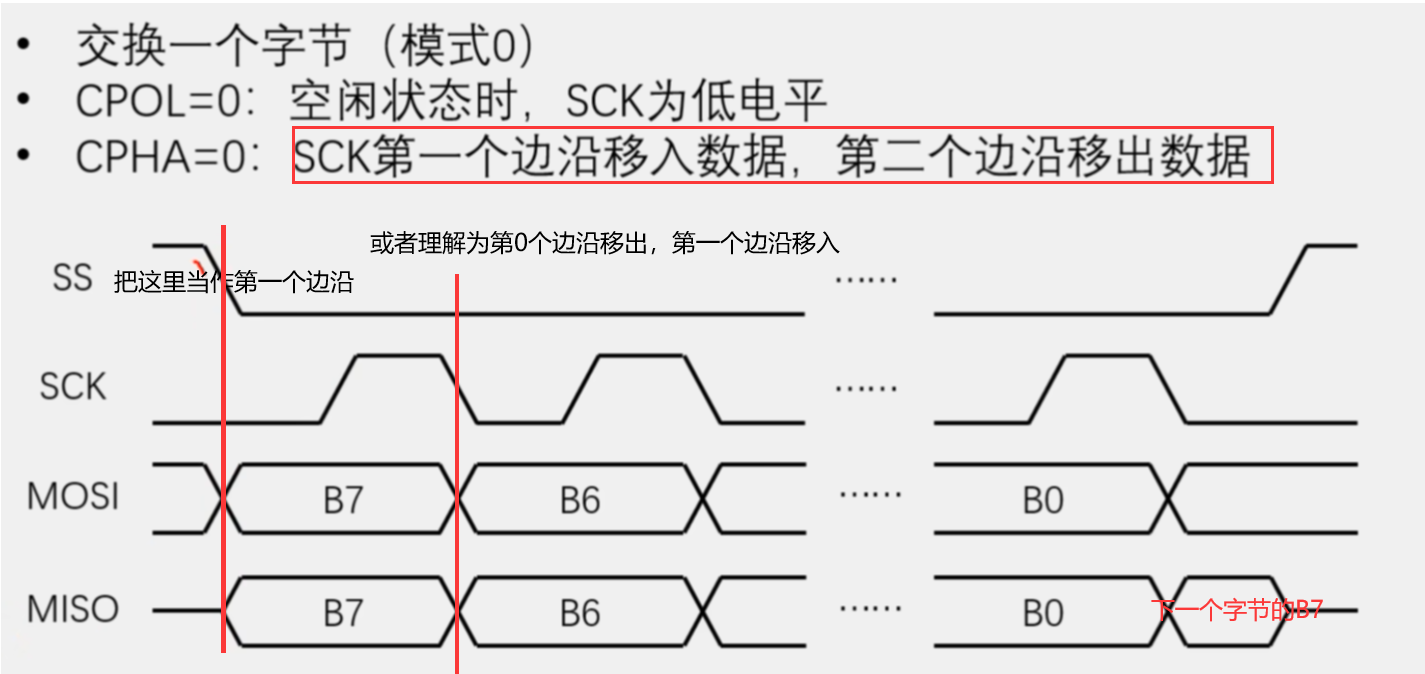 • 交换一个字节（模式0）
• CPOL=0：空闲状态时，SCK为低电平
• CPHA=0：SCK第一个边沿移入数据，第二个边沿移出数据
或者理解为第0个边沿移出，第一个边沿移入
SS
把这里当作第一个边沿
……
SCK
……
MOSI
B7
B6
……
B0
MISO
B7
B6
……
B0
下一个字节的B7